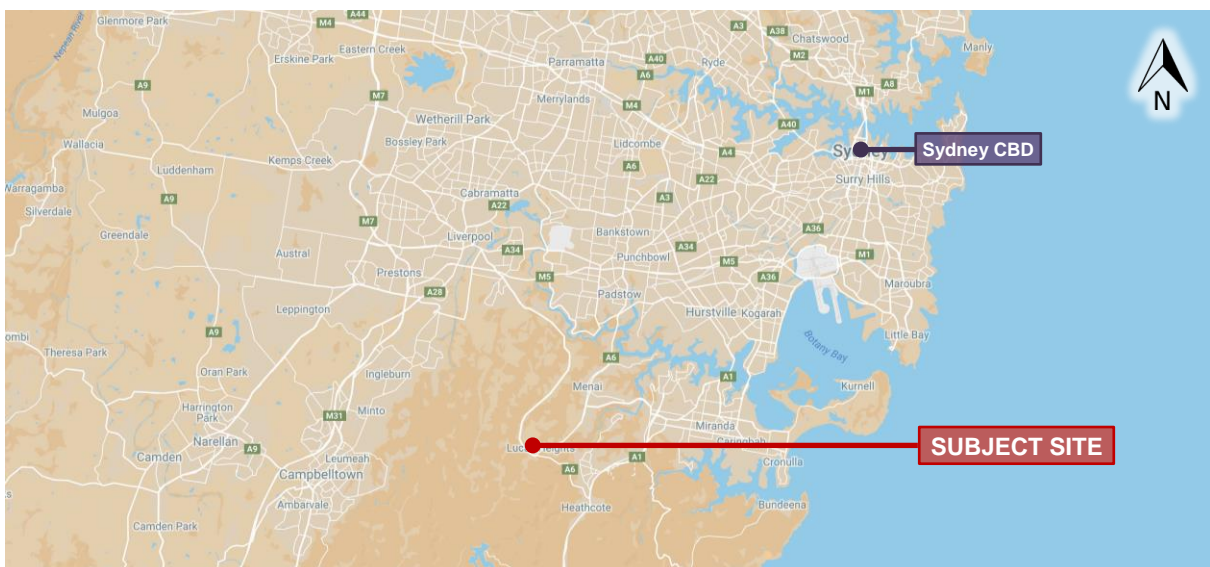 Glenmore Park
M4
A44
A3
A38
Chatswood
Manly
Nepean River
Eastern Creek
Erskine Park
Parramatta
A40
A6
Ryde
M2
A9
M7
M1
A8
N
Mulgoa
Merrylands
M4
Wetherill Park
A40
Wallacia
Bossley Park
Lidcombe
A4
Sydney
Sydney CBD
Kemps Creek
Luddenham
A6
A22
Surry Hills
Warragamba
A9
Cabramatta
A22
A3
Silverdale
M7
Greendale
Liverpool
A34
Bankstown
A34
A36
Austral
Punchbowl
M5
M1
Prestons
M5
A36
A28
Padstow
Maroubra
Leppington
Hurstville
Kogarah
A9
Little Bay
Theresa Park
A6
Botany Bay
Oran Park
Ingleburn
Menai
A1
Kurnell
Harrington
Park
M31
Minto
Miranda
Narellan
A9
Caringbah
SUBJECT SITE
Camden
Leumeah
A1
Campbelltown
A6
Cronulla
Ambarvale
Heathcote
Bundeena
Camden Park